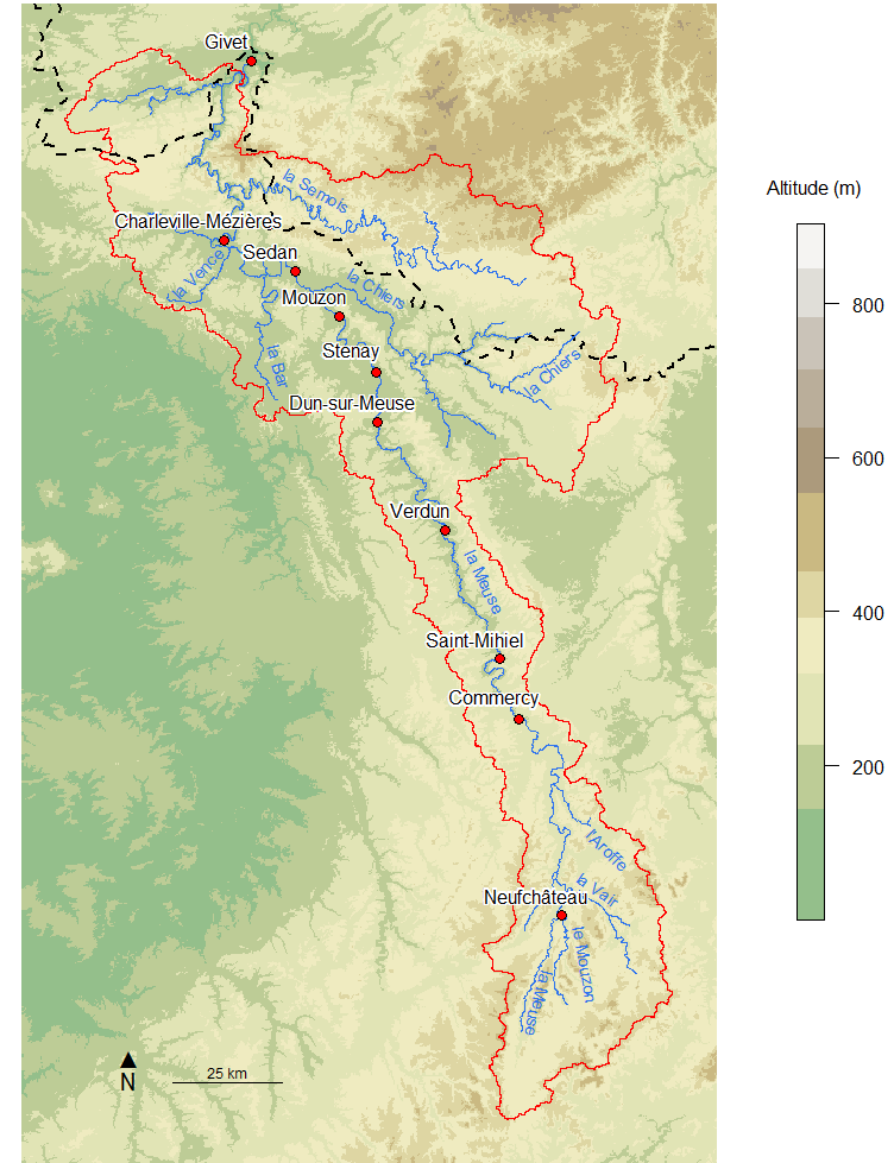 Givet
la Semois
Altitude (m)
Charleville-Mézières
Sedan
la Vence
la Chiers
Mouzon
800
Stenay
la Bar
la Chiers
Dun-sur-Meuse
600
Verdun
la Meuse
400
Saint-Mihiel
Commercy
200
l'Aroffe
la Vair
Neufchâteau
le Mouzon
la Meuse
N
25 km